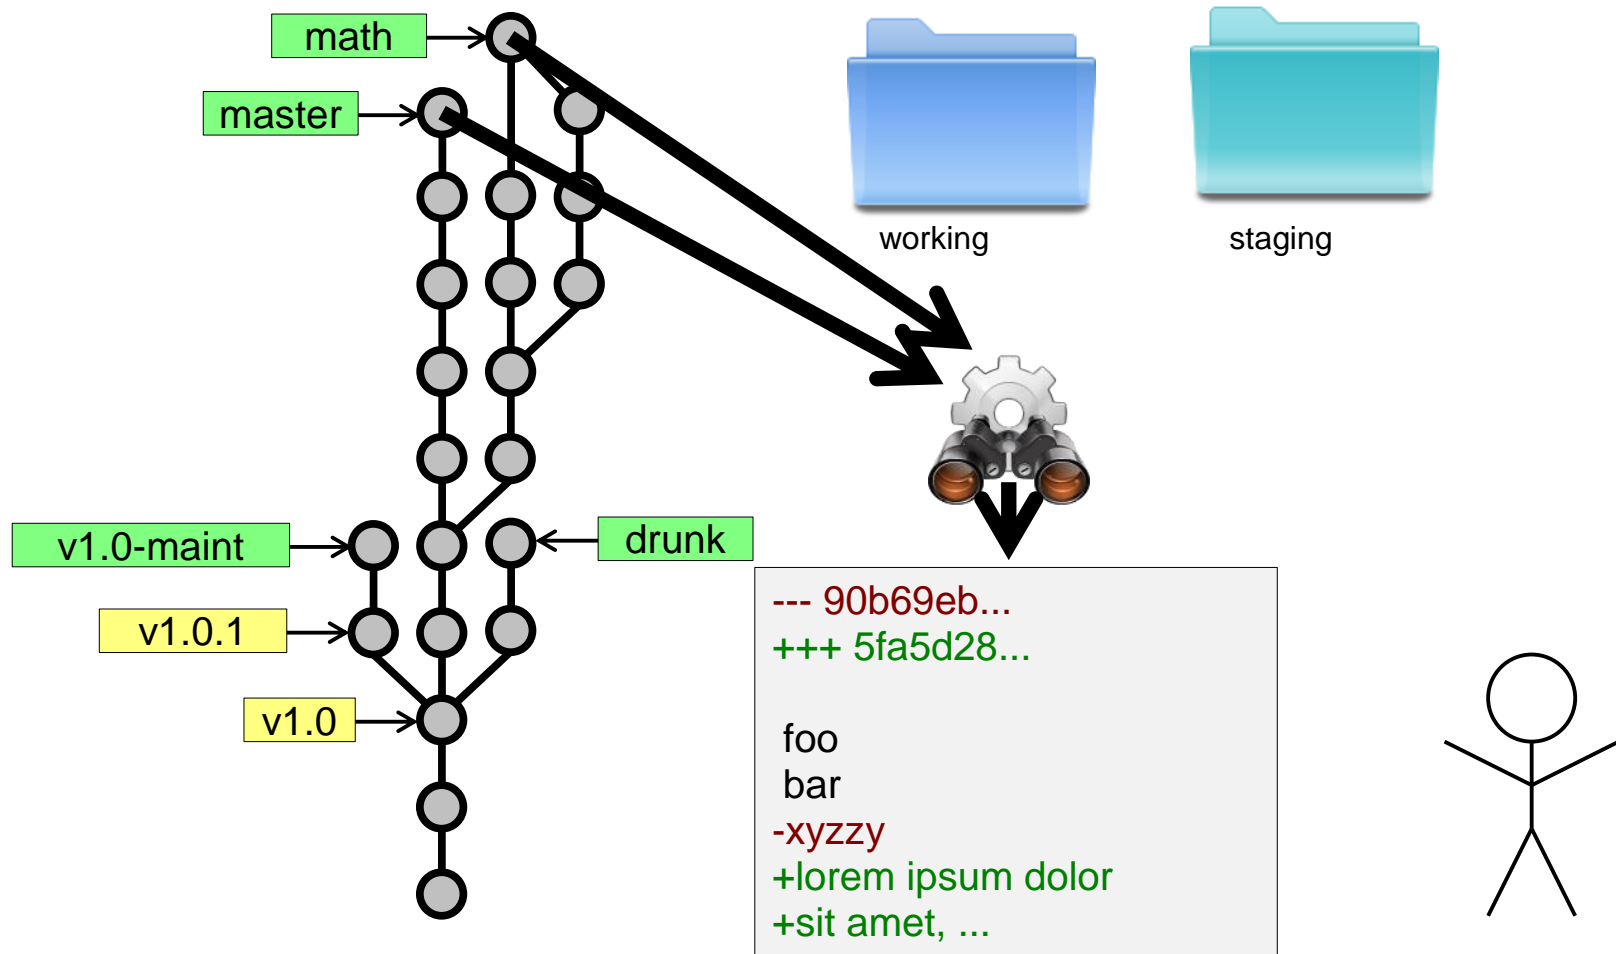 math
master
working
staging
v1.0-maint
drunk
v1.0.1
v1.0
--- 90b69eb...
+++ 5fa5d28...
foo
bar
-xyzzy
+lorem ipsum dolor
+sit amet, ...